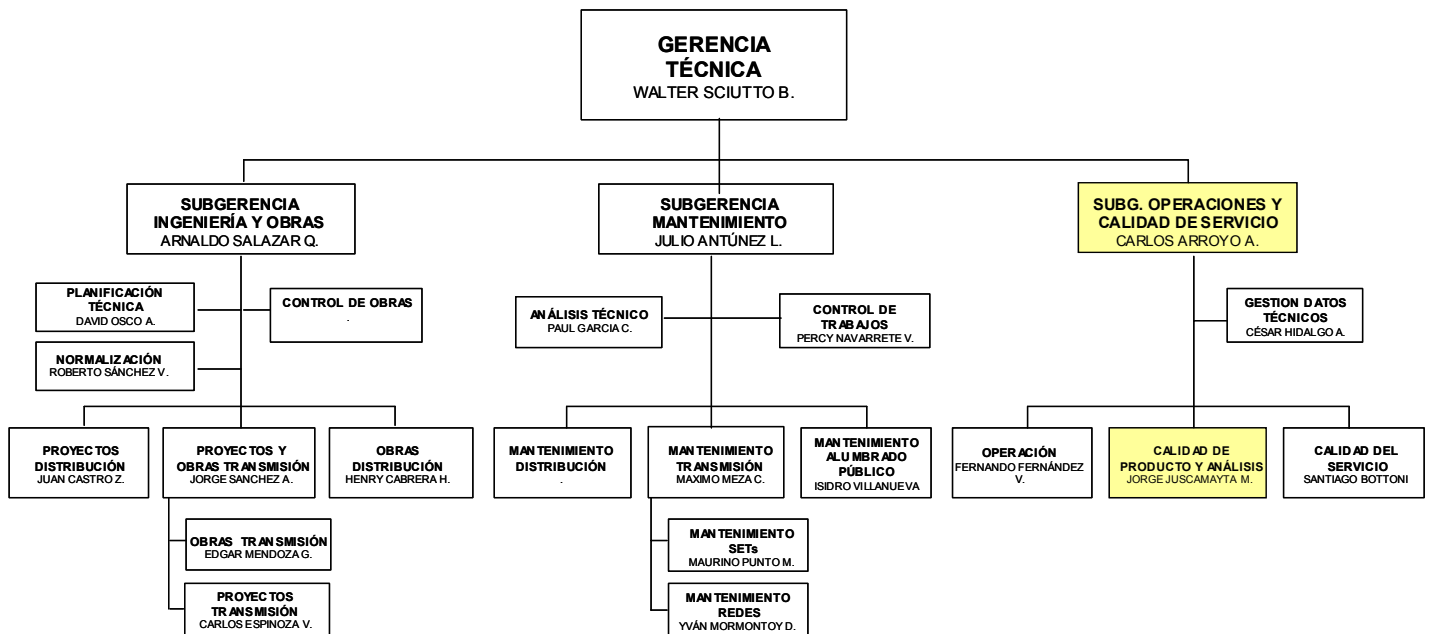 GERENCIA
TÉCNICA
WALTER SCIUTTO B.
SUBGERENCIA
INGENIERÍA Y OBRAS
ARNALDO SALAZAR Q.
SUBGERENCIA
MANTENIMIENTO
JULIO ANTÚNEZ L.
SUBG. OPERACIONES Y
CALIDAD DE SERVICIO
CARLOS ARROYO A.
PLANIFICACIÓN
TÉCNICA
DAVID OSCO A.
CONTROL DE OBRAS
.
NORMALIZACIÓN
ROBERTO SÁNCHEZ V.
ANÁLISIS TÉCNICO
PAUL GARCIA C.
CONTROL DE
TRABAJOS
PERCY NAVARRETE V.
GESTION DATOS
TÉCNICOS
CÉSAR HIDALGO A.
PROYECTOS
DISTRIBUCIÓN
JUAN CASTRO Z.
PROYECTOS Y
OBRAS TRANSMISIÓN
JORGE SANCHEZ A.
OBRAS
DISTRIBUCIÓN
HENRY CABRERA H.
MANTENIMIENTO
DISTRIBUCIÓN
.
MANTENIMIENTO
TRANSMISIÓN
MAXIMO MEZA C.
MANTENIMIENTO
ALUMBRADO
PÚBLICO
ISIDRO VILLANUEVA
OPERACIÓN
FERNANDO FERNÁNDEZ
V.
CALIDAD DE
PRODUCTO Y ANÁLISIS
JORGE JUSCAMAYTA M.
CALIDAD DEL
SERVICIO
SANTIAGO BOTTONI
OBRAS TRANSMISIÓN
EDGAR MENDOZA G.
PROYECTOS
TRANSMISIÓN
CARLOS ESPINOZA V.
MANTENIMIENTO
SETs
MAURINO PUNTO M.
MANTENIMIENTO
REDES
YVÁN MORMONTOY D.